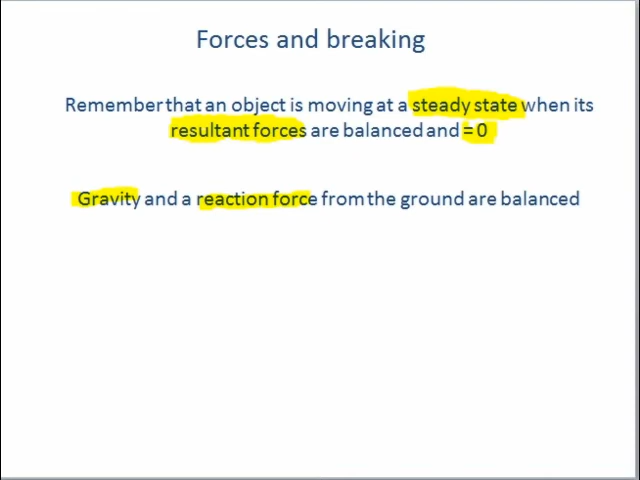 Forces and breaking
Remember that an object is moving at a steady state when its
resultant forces are balanced and = 0
Gravity and a reaction force from the ground are balanced